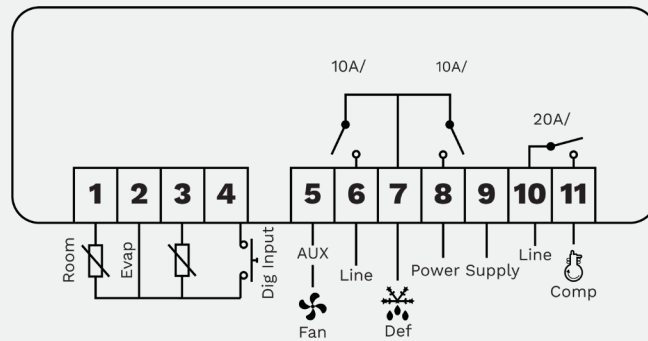 10A/
10A/
20A/
1 2 3 4 5 6 7 8 9 10 11
Room
Evap
Dig Input
AUX
Line
Power Supply
Line
Fan
Def
Comp